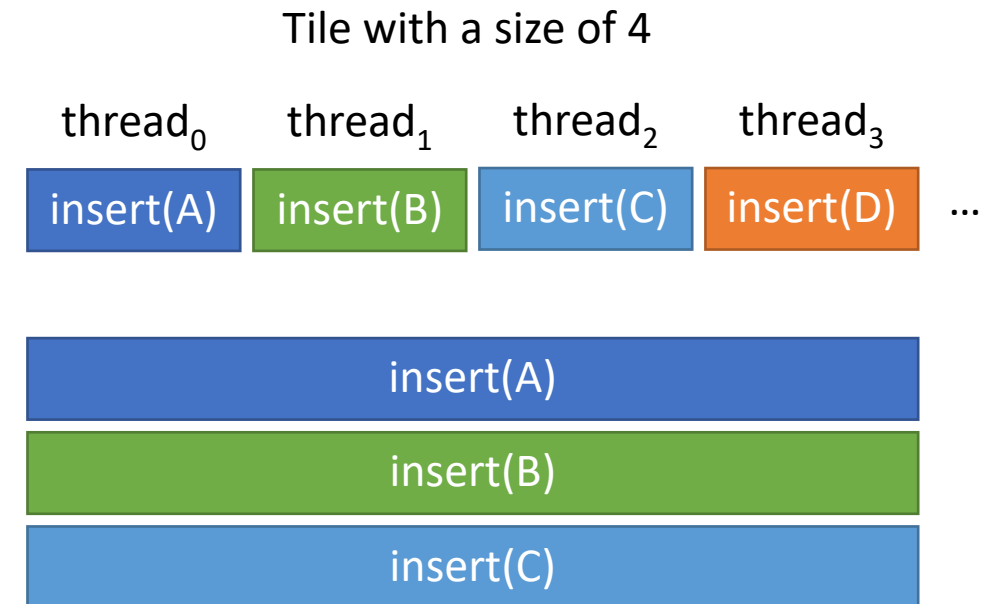 Tile with a size of 4
thread₀ thread₁ thread₂ thread₃
insert(A) insert(B) insert(C) insert(D) ...
insert(A)
insert(B)
insert(C)